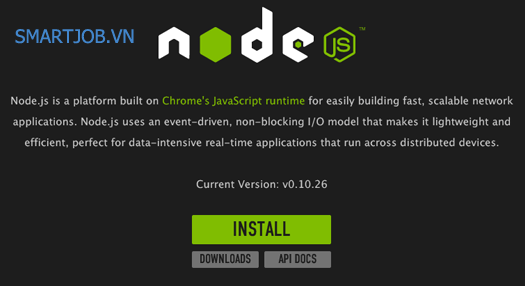 SMARTJOB.VN
node JS™
Node.js is a platform built on Chrome's JavaScript runtime for easily building fast, scalable network
applications. Node.js uses an event-driven, non-blocking I/O model that makes it lightweight and
efficient, perfect for data-intensive real-time applications that run across distributed devices.
Current Version: v0.10.26
INSTALL
DOWNLOADS API DOCS